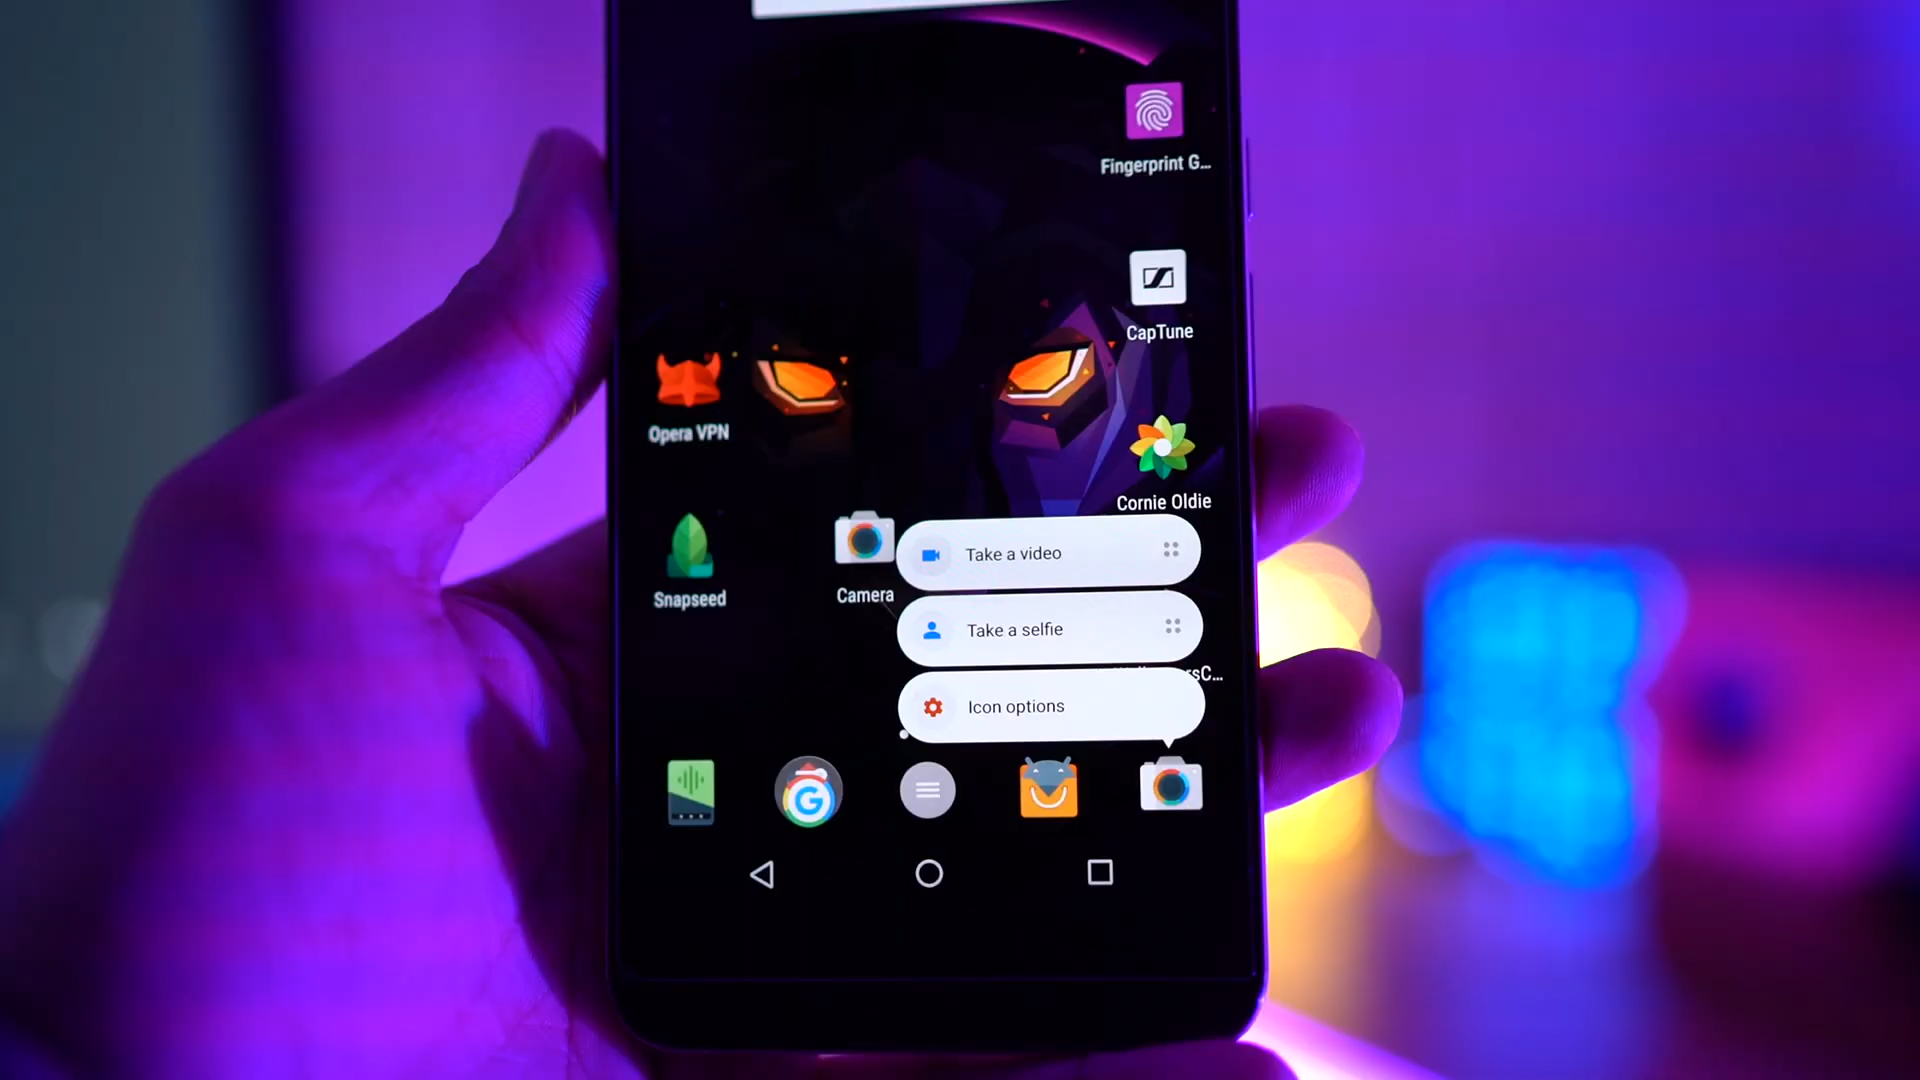 Fingerprint G...
CapTune
Opera VPN
Cornie Oldie
Take a video
Camera
Snapseed
Take a selfie
Icon options
G